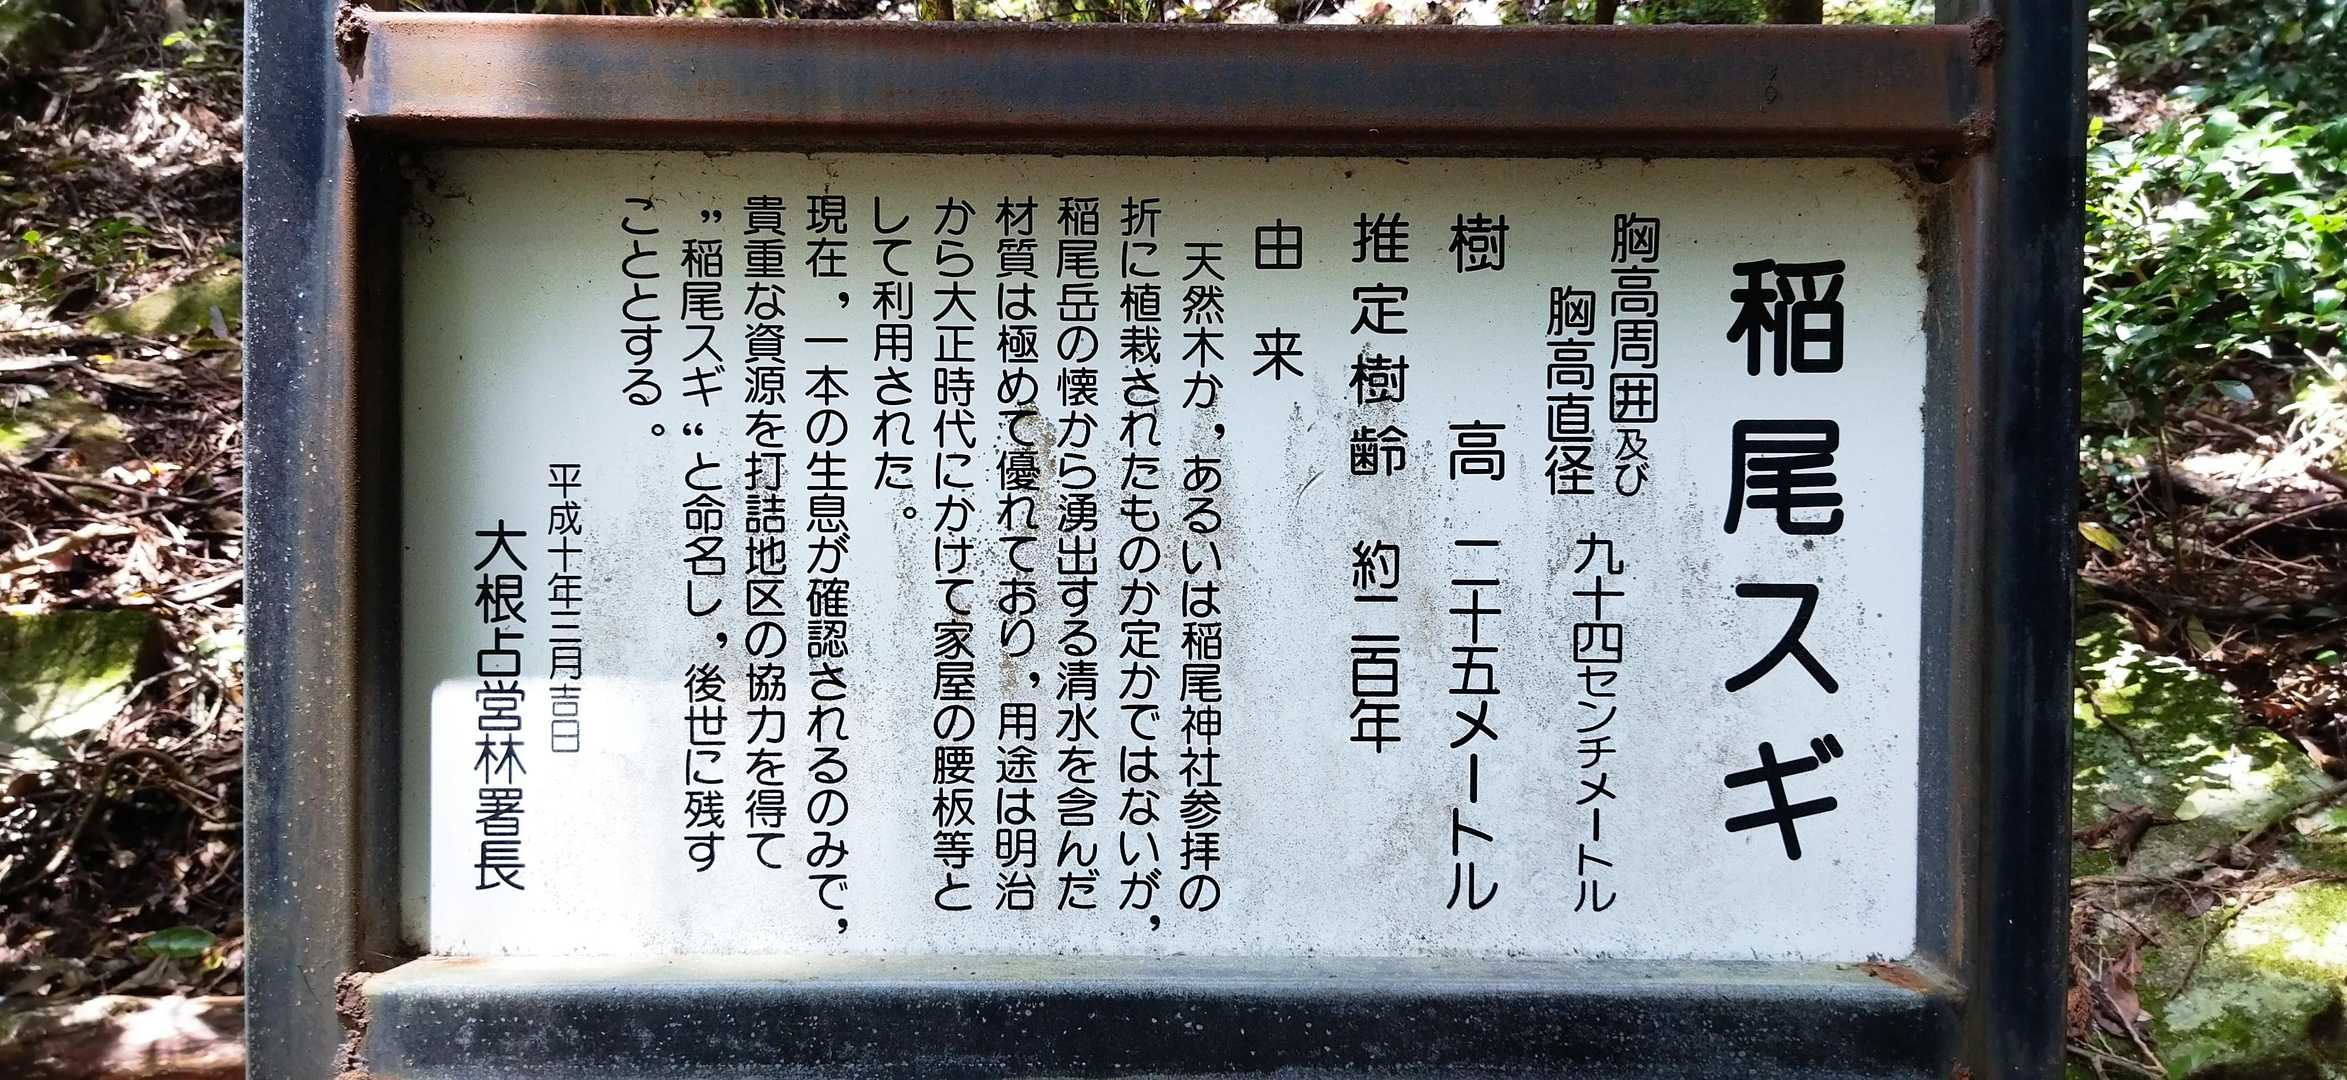 稲尾スギ
胸高周囲及び
胸高直径 九十四センチメートル
樹高 二十五メートル
推定樹齢 約二百年
由来
天然木か,あるいは稲尾神社参拝の
折に植栽されたものか定かではないが,
稲尾岳の懐から湧出する清水を含んだ
材質は極めて優れており,用途は明治
から大正時代にかけて家屋の腰板等と
して利用された。
現在,一本の生息が確認されるのみで,
貴重な資源を打詰地区の協力を得て
”稲尾スギ“と命名し,後世に残す
こととする。
平成十年三月吉日
大根占営林署長